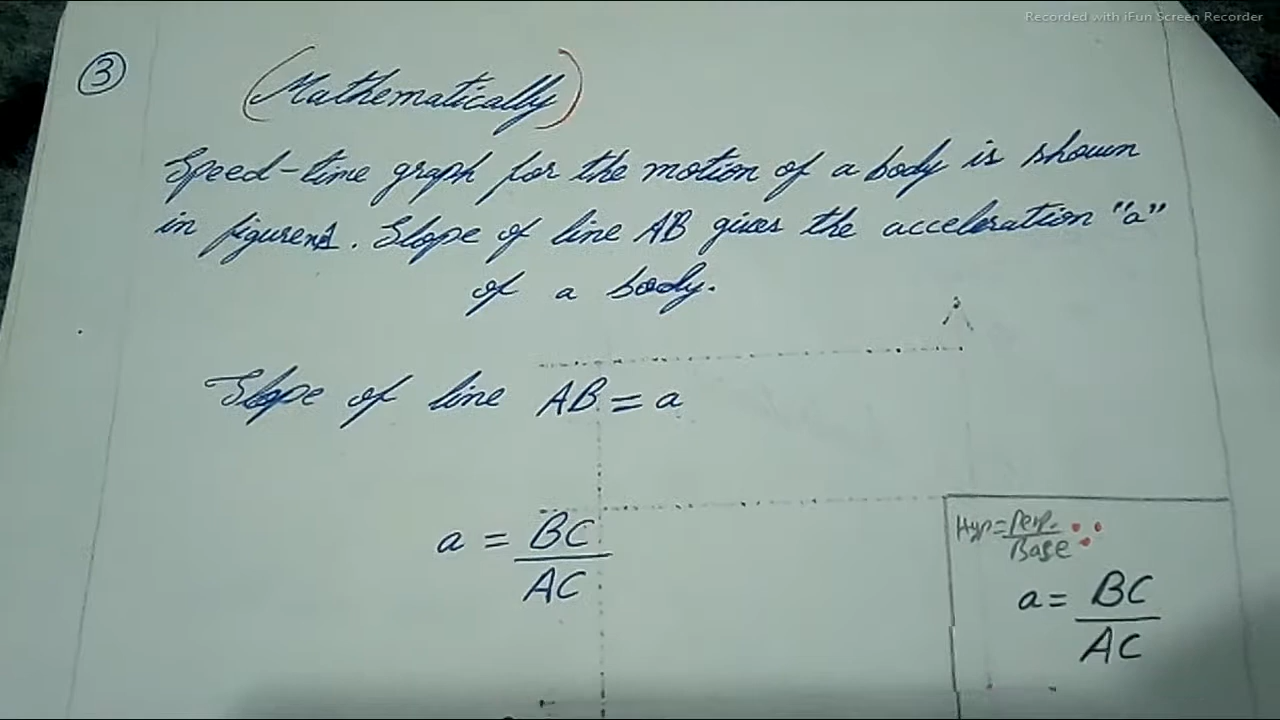 Recorded with iFun Screen Recorder
③
(Mathematically)
Speed-time graph for the motion of a body is shown
in figure. Slope of line AB gives the acceleration "a"
of a body.
Slope of line AB = a
a = BC
AC
Hyp = Perp.
Base
∵
a = BC
AC